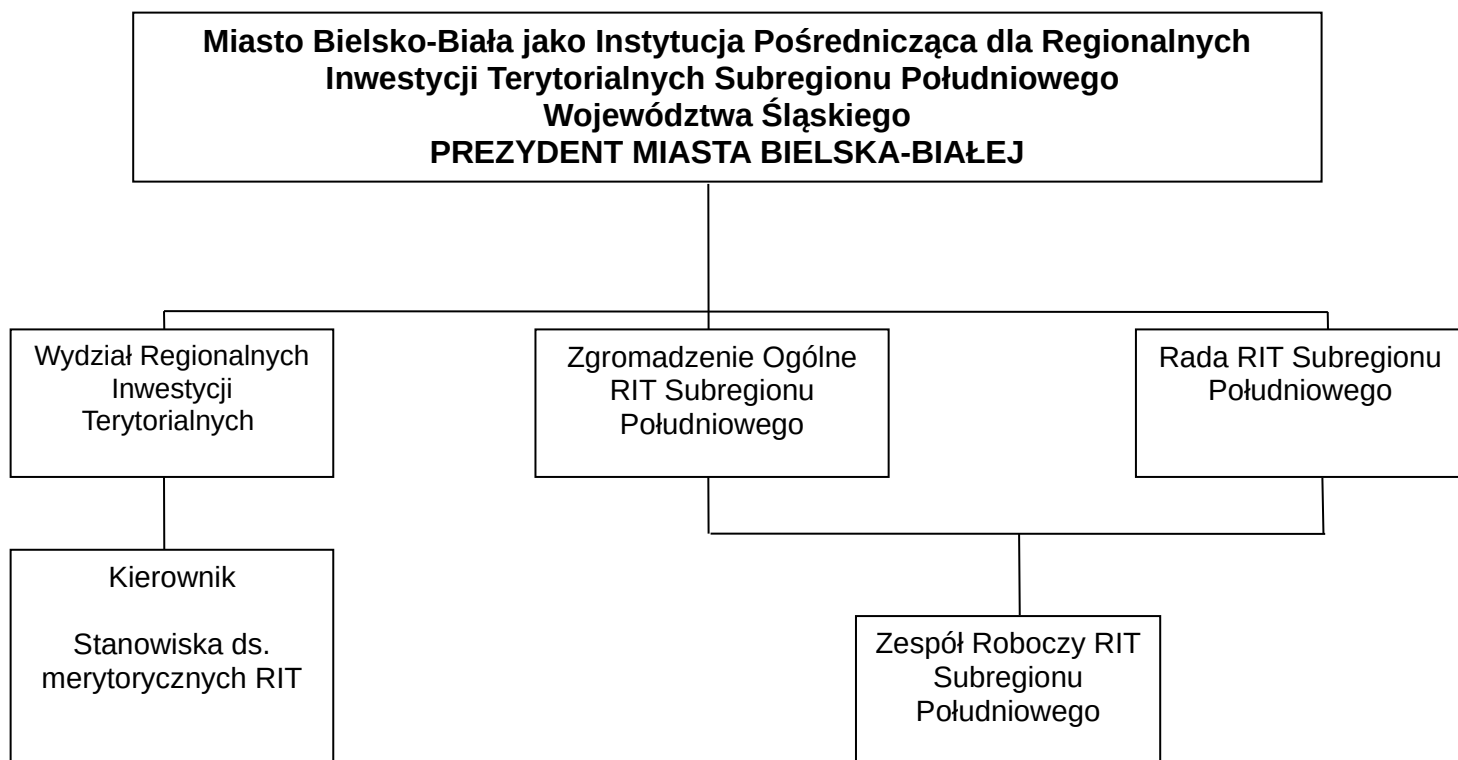 Miasto Bielsko-Biała jako Instytucja Pośrednicząca dla Regionalnych
Inwestycji Terytorialnych Subregionu Południowego
Województwa Śląskiego
PREZYDENT MIASTA BIELSKA-BIAŁEJ
Wydział Regionalnych
Inwestycji
Terytorialnych
Zgromadzenie Ogólne
RIT Subregionu
Południowego
Rada RIT Subregionu
Południowego
Kierownik
Stanowiska ds.
merytorycznych RIT
Zespół Roboczy RIT
Subregionu
Południowego